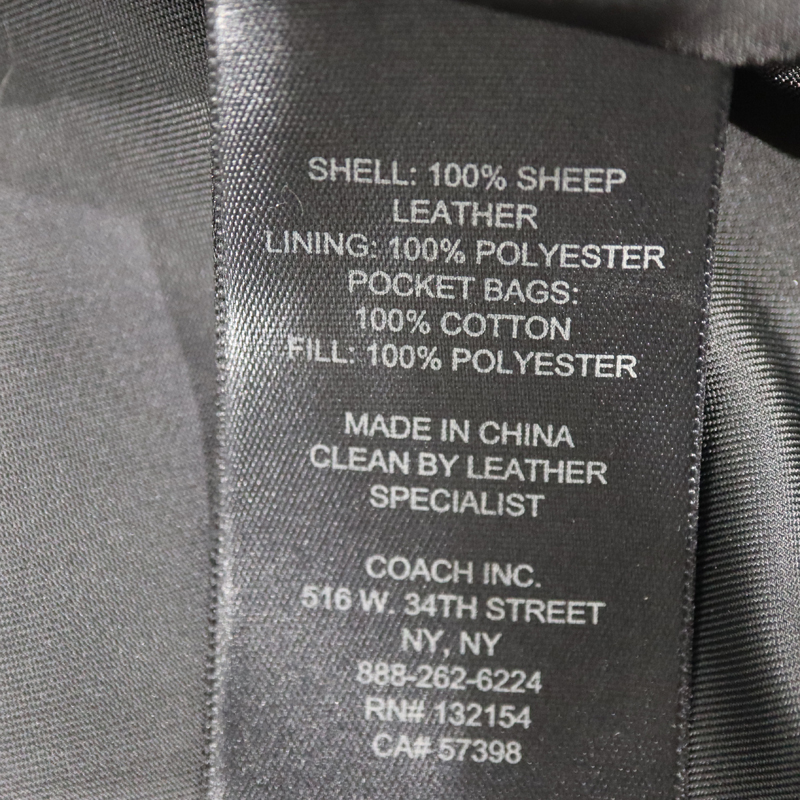 SHELL: 100% SHEEP
LEATHER
LINING: 100% POLYESTER
POCKET BAGS:
100% COTTON
FILL: 100% POLYESTER
MADE IN CHINA
CLEAN BY LEATHER
SPECIALIST
COACH INC.
516 W. 34TH STREET
NY, NY
888-262-6224
RN# 132154
CA# 57398